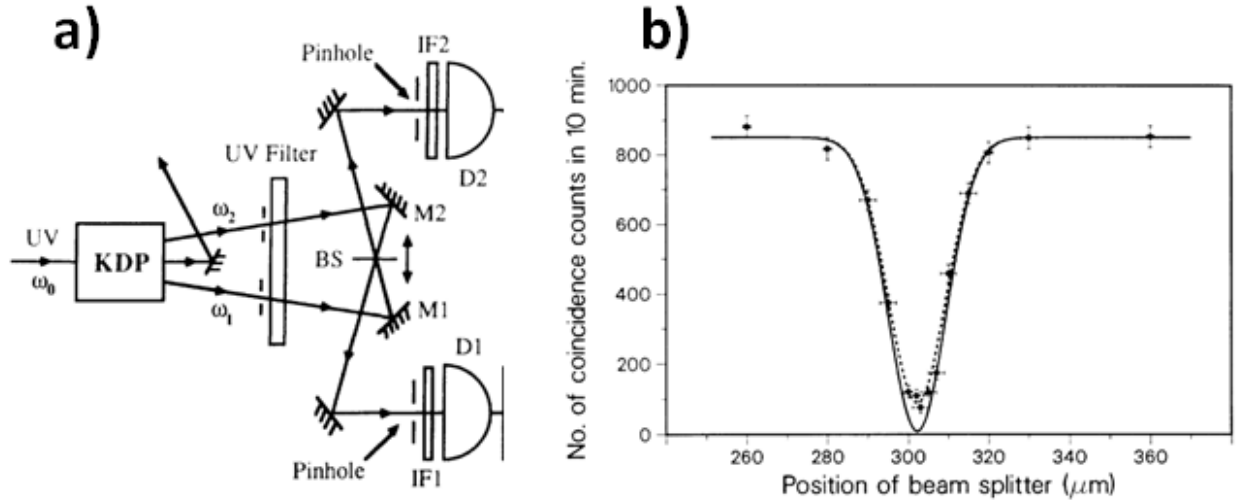 a)
Pinhole
IF2
UV Filter
D2
ω₂
M2
UV
KDP
BS
ω₀
ω₁
M1
D1
Pinhole
IF1
b)
No. of coincidence counts in 10 min.
1000
800
600
400
200
0
260 280 300 320 340 360
Position of beam splitter (μm)